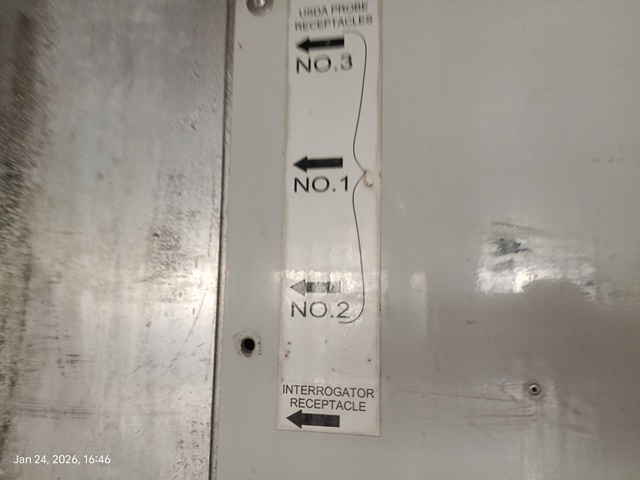 USDA PROBE
RECEPTACLES
NO.3
NO.1
NO.2
INTERROGATOR
RECEPTACLE
Jan 24, 2026, 16:46